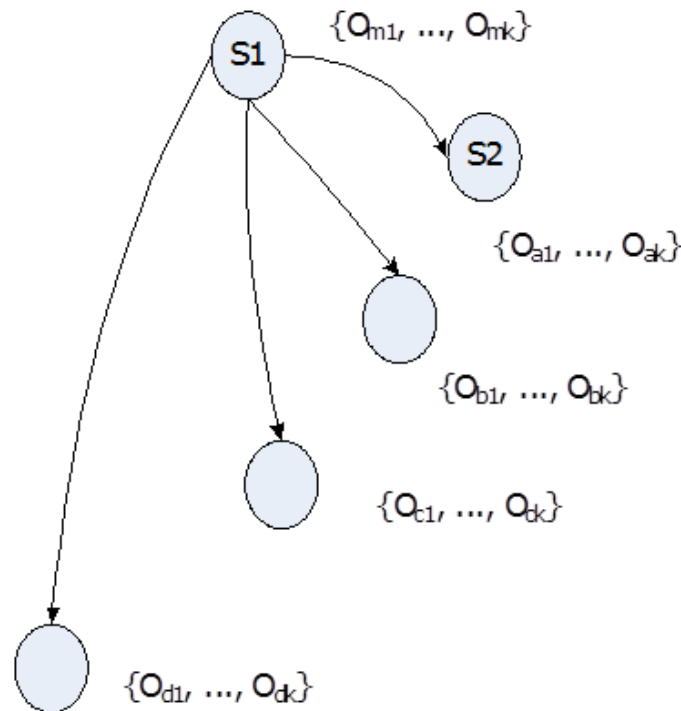 {Om1, ..., Omk}
S1
S2
{Oa1, ..., Oak}
{Ob1, ..., Obk}
{Oc1, ..., Ock}
{Od1, ..., Odk}